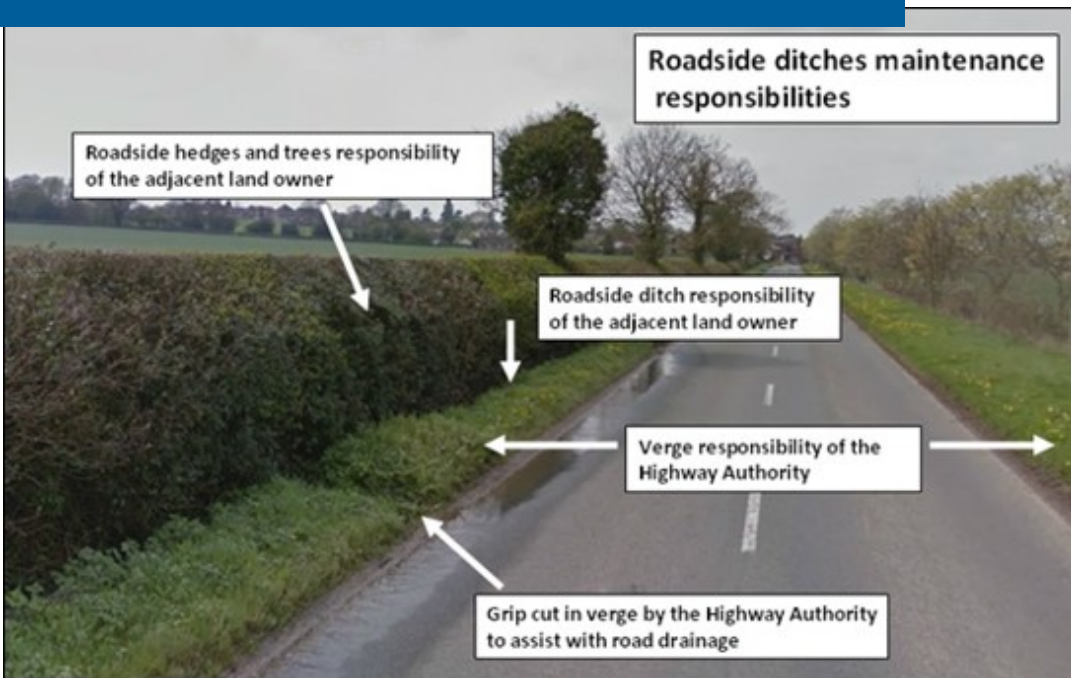 Roadside ditches maintenance
responsibilities
Roadside hedges and trees responsibility
of the adjacent land owner
Roadside ditch responsibility
of the adjacent land owner
Verge responsibility of the
Highway Authority
Grip cut in verge by the Highway Authority
to assist with road drainage